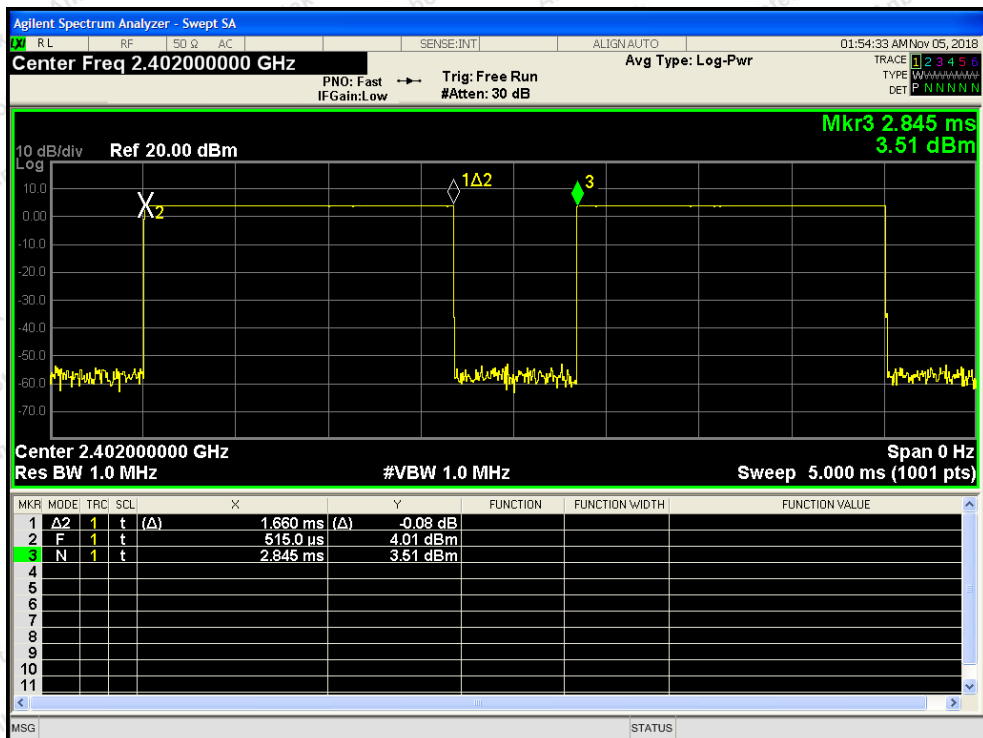 Agilent Spectrum Analyzer - Swept SA
LXI RL RF 50 Ω AC SENSE:INT ALIGN AUTO 01:54:33 AM Nov 05, 2018
Center Freq 2.402000000 GHz Avg Type: Log-Pwr TRACE 1 2 3 4 5 6
PNO: Fast Trig: Free Run TYPE WWWWWW
IFGain:Low #Atten: 30 dB DET P N N N N N
Mkr3 2.845 ms
10 dB/div Ref 20.00 dBm 3.51 dBm
Log
1Δ2 3
10.0
2
0.00
-10.0
-20.0
-30.0
-40.0
-50.0
-60.0
-70.0
Center 2.402000000 GHz Span 0 Hz
Res BW 1.0 MHz #VBW 1.0 MHz Sweep 5.000 ms (1001 pts)
MKR MODE TRC SCL X Y FUNCTION FUNCTION WIDTH FUNCTION VALUE
1 Δ2 1 t (Δ) 1.660 ms (Δ) -0.08 dB
2 F 1 t 515.0 µs 4.01 dBm
3 N 1 t 2.845 ms 3.51 dBm
4
5
6
7
8
9
10
11
MSG STATUS